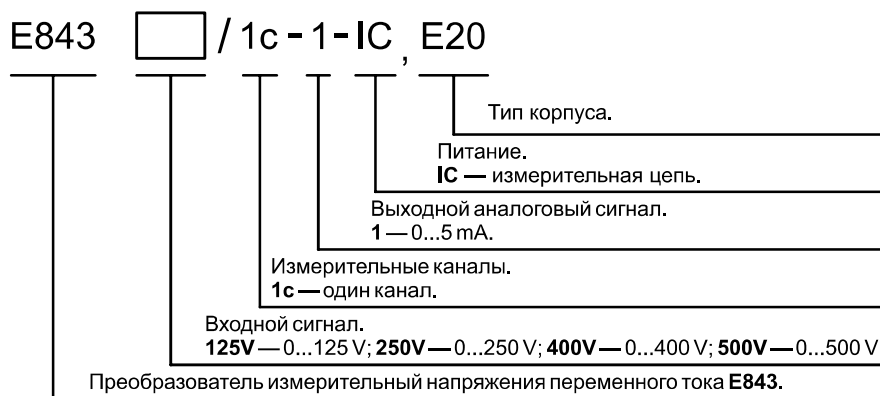 E843 / 1c - 1 - IC, E20
Тип корпуса.
Питание.
IC — измерительная цепь.
Выходной аналоговый сигнал.
1 — 0...5 mA.
Измерительные каналы.
1c — один канал.
Входной сигнал.
125V — 0...125 V; 250V — 0...250 V; 400V — 0...400 V; 500V — 0...500 V
Преобразователь измерительный напряжения переменного тока E843.